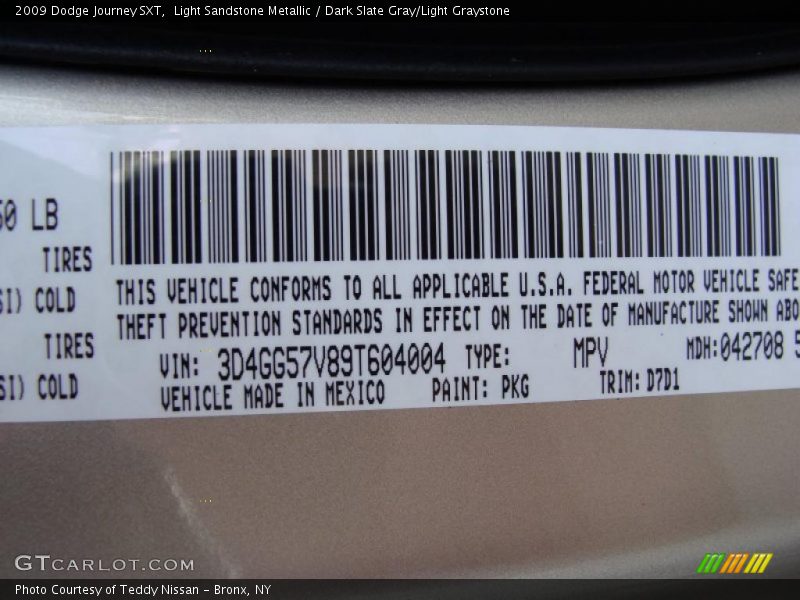 2009 Dodge Journey SXT, Light Sandstone Metallic / Dark Slate Gray/Light Graystone
50 LB
TIRES
SI) COLD
TIRES
SI) COLD
THIS VEHICLE CONFORMS TO ALL APPLICABLE U.S.A. FEDERAL MOTOR VEHICLE SAFE
THEFT PREVENTION STANDARDS IN EFFECT ON THE DATE OF MANUFACTURE SHOWN ABO
VIN: 3D4GG57V89T604004 TYPE: MPV MDH:042708 5
VEHICLE MADE IN MEXICO PAINT: PKG TRIM: D7D1
GTCARLOT.COM
Photo Courtesy of Teddy Nissan - Bronx, NY